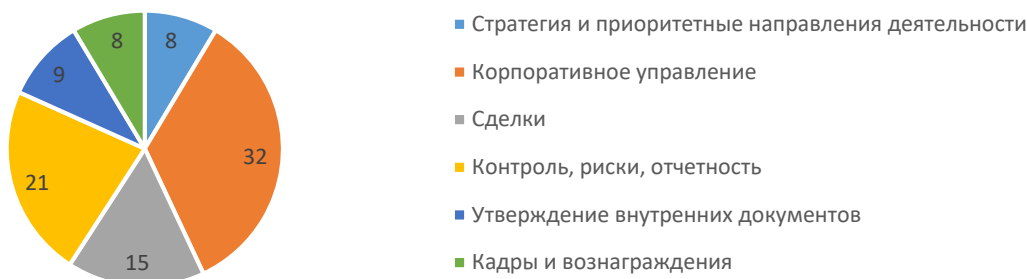 8
8
9
32
21
15
Стратегия и приоритетные направления деятельности
Корпоративное управление
Сделки
Контроль, риски, отчетность
Утверждение внутренних документов
Кадры и вознаграждения